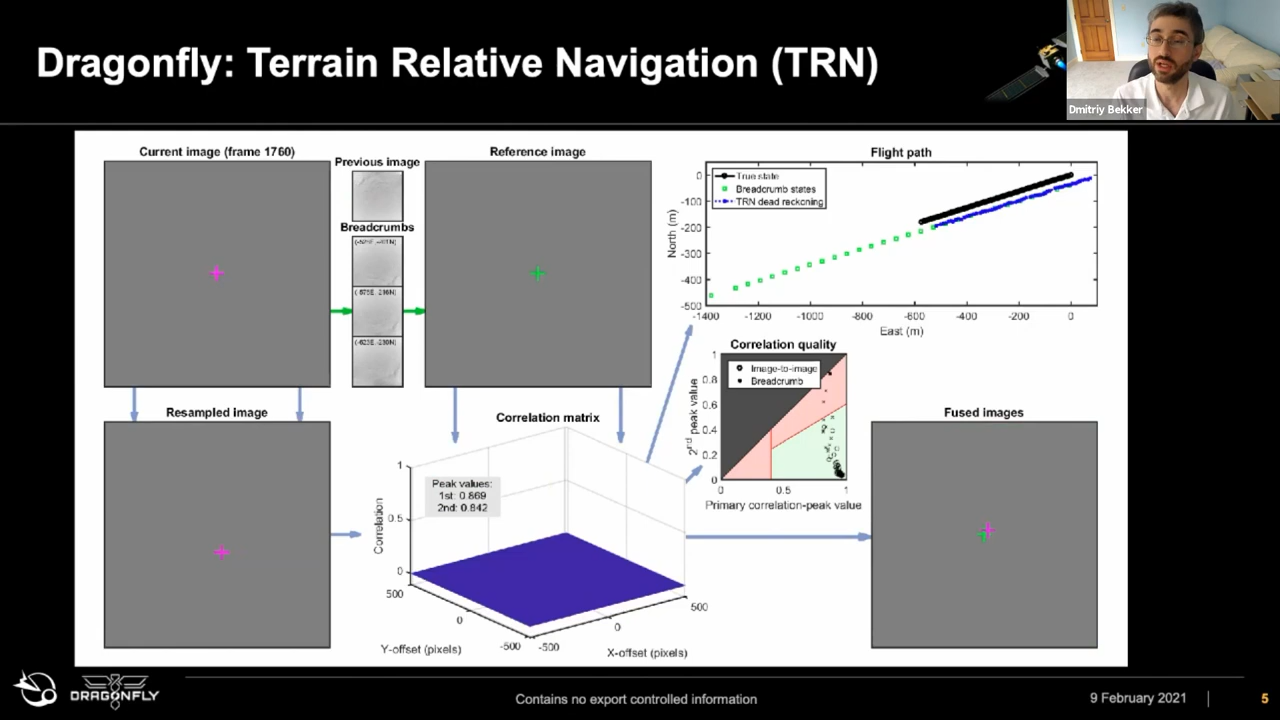 Dragonfly: Terrain Relative Navigation (TRN)
Dmitriy Bekker
Current image (frame 1760)
Previous image
Breadcrumbs
Reference image
Flight path
True state
Breadcrumb states
TRN dead reckoning
North (m)
0
-100
-200
-300
-400
-500
-1400
-1200
-1000
-800
-600
-400
-200
0
East (m)
Correlation quality
Image-to-image
Breadcrumb
2nd peak value
1
0.8
0.6
0.4
0.2
0
0
0.5
1
Primary correlation-peak value
Resampled image
Correlation matrix
Peak values:
1st: 0.869
2nd: 0.842
Correlation
1
0.5
0
500
0
-500
Y-offset (pixels)
-500
0
500
X-offset (pixels)
Fused images
DRAGONFLY
Contains no export controlled information
9 February 2021
5